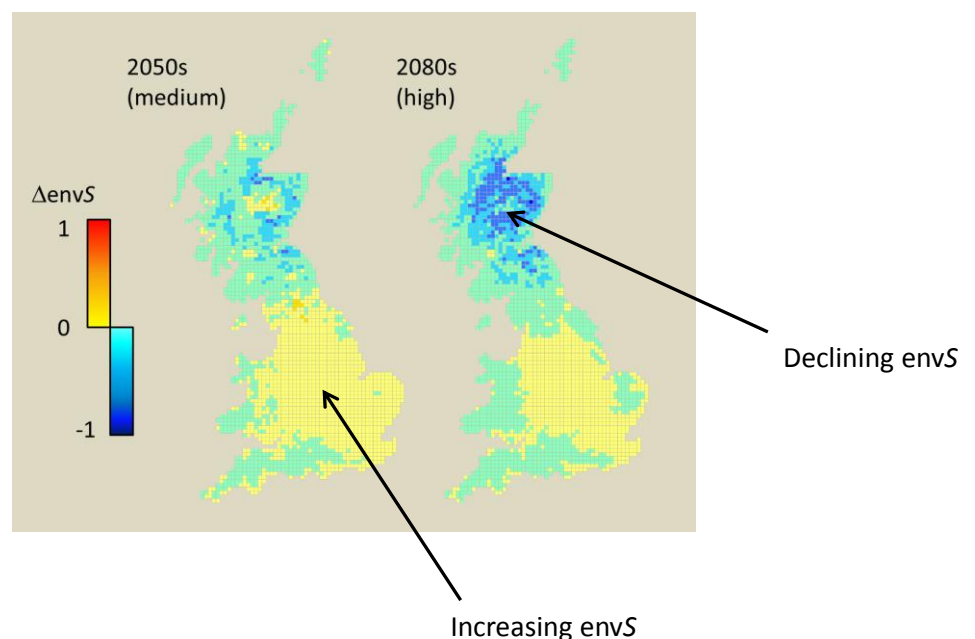 2050s
(medium)
2080s
(high)
ΔenvS
1
0
-1
Declining envS
Increasing envS